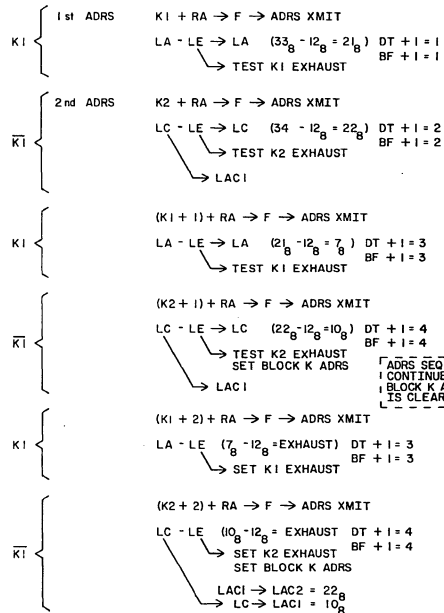 1st ADRS K1 + RA → F → ADRS XMIT
K1 LA - LE → LA (33₈ - 12₈ = 21₈) DT + 1 = 1
BF + 1 = 1
TEST K1 EXHAUST
2nd ADRS K2 + RA → F → ADRS XMIT
K1̅ LC - LE → LC (34 - 12₈ = 22₈) DT + 1 = 2
BF + 1 = 2
TEST K2 EXHAUST
LAC1
(K1 + 1) + RA → F → ADRS XMIT
K1 LA - LE → LA (21₈ - 12₈ = 7₈) DT + 1 = 3
BF + 1 = 3
TEST K1 EXHAUST
(K2 + 1) + RA → F → ADRS XMIT
K1̅ LC - LE → LC (22₈ - 12₈ = 10₈) DT + 1 = 4
BF + 1 = 4
TEST K2 EXHAUST
SET BLOCK K ADRS
LAC1
ADRS SEQ
CONTINUE
BLOCK K A
IS CLEAR
(K1 + 2) + RA → F → ADRS XMIT
K1 LA - LE (7₈ - 12₈ = EXHAUST) DT + 1 = 3
BF + 1 = 3
SET K1 EXHAUST
(K2 + 2) + RA → F → ADRS XMIT
K1̅ LC - LE (10₈ - 12₈ = EXHAUST DT + 1 = 4
BF + 1 = 4
SET K2 EXHAUST
SET BLOCK K ADRS
LAC1 → LAC2 = 22₈
LC → LAC1 = 10₈